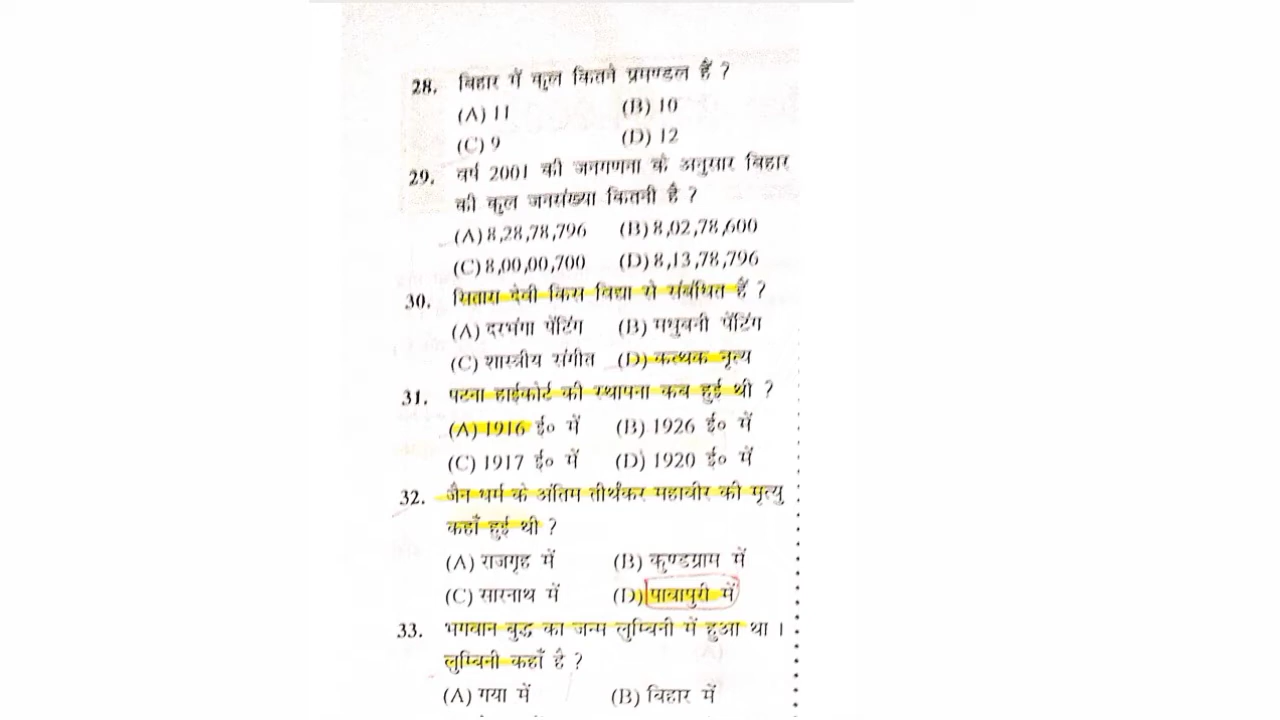 28. बिहार में कुल कितने प्रमण्डल हैं ?
(A) 11 (B) 10
(C) 9 (D) 12
29. वर्ष 2001 की जनगणना के अनुसार बिहार
की कुल जनसंख्या कितनी है ?
(A) 8,28,78,796 (B) 8,02,78,600
(C) 8,00,00,700 (D) 8,13,78,796
30. सितारा देवी किस विद्या से संबंधित हैं ?
(A) दरभंगा पेंटिंग (B) मधुबनी पेंटिंग
(C) शास्त्रीय संगीत (D) कत्थक नृत्य
31. पटना हाईकोर्ट की स्थापना कब हुई थी ?
(A) 1916 ई० में (B) 1926 ई० में
(C) 1917 ई० में (D) 1920 ई० में
32. जैन धर्म के अंतिम तीर्थंकर महावीर की मृत्यु
कहाँ हुई थी ?
(A) राजगृह में (B) कुण्डग्राम में
(C) सारनाथ में (D) पावापुरी में
33. भगवान बुद्ध का जन्म लुम्बिनी में हुआ था ।
लुम्बिनी कहाँ है ?
(A) गया में (B) बिहार में